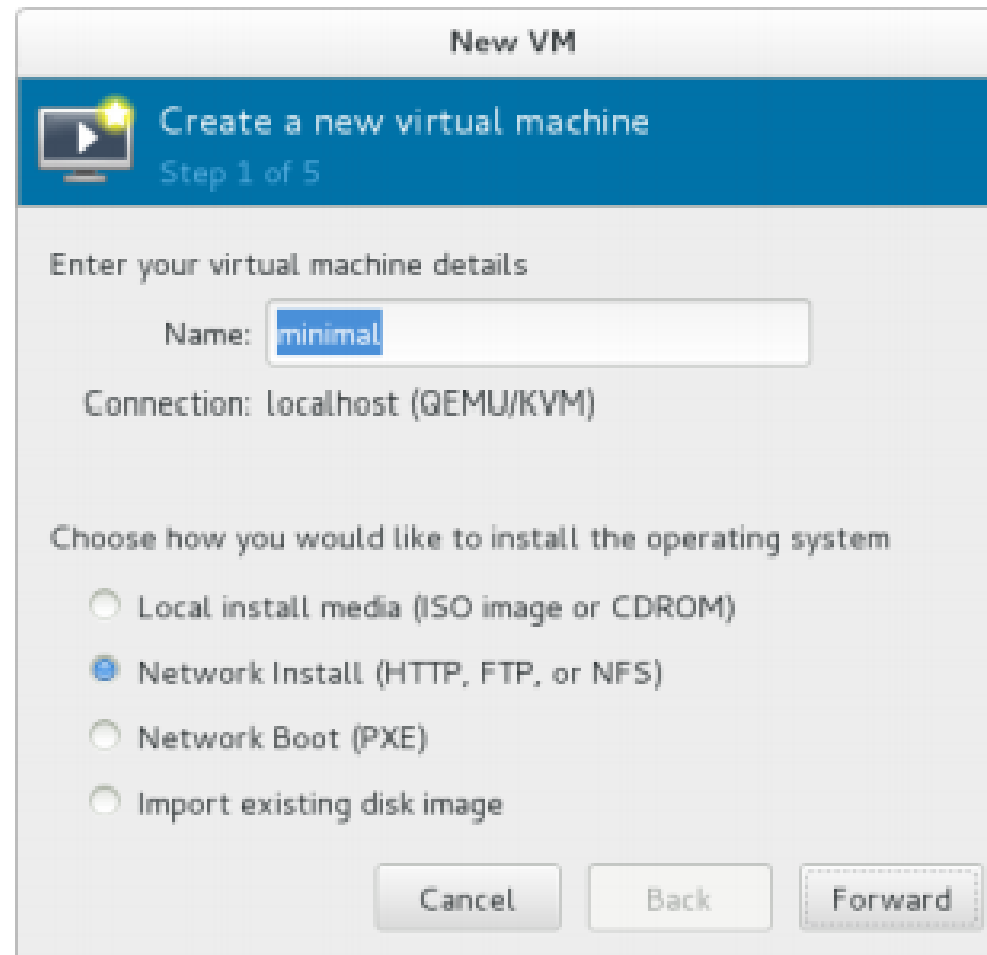 New VM
Create a new virtual machine
Step 1 of 5
Enter your virtual machine details
Name: minimal
Connection: localhost (QEMU/KVM)
Choose how you would like to install the operating system
Local install media (ISO image or CDROM)
Network Install (HTTP, FTP, or NFS)
Network Boot (PXE)
Import existing disk image
Cancel Back Forward